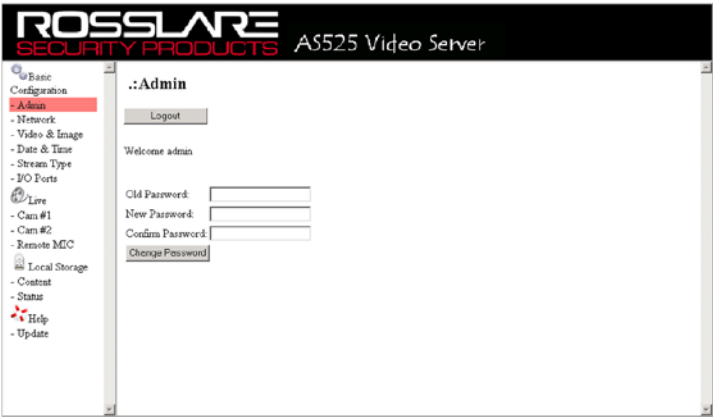 ROSSLARE
SECURITY PRODUCTS
AS525 Video Server
Basic
Configuration
- Admin
- Network
- Video & Image
- Date & Time
- Stream Type
- I/O Ports
Live
- Cam #1
- Cam #2
- Remote MIC
Local Storage
- Content
- Status
Help
- Update
.:Admin
Logout
Welcome admin
Old Password:
New Password:
Confirm Password:
Change Password